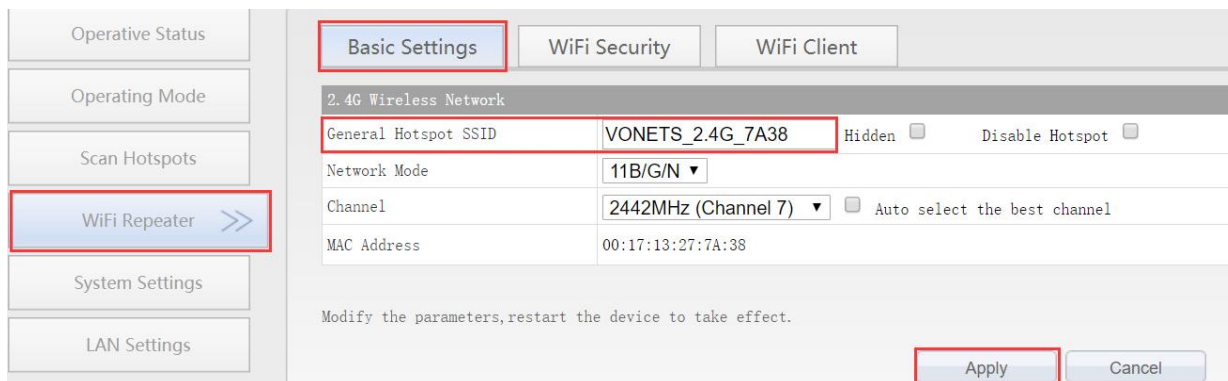 Operative Status
Operating Mode
Scan Hotspots
WiFi Repeater >>
System Settings
LAN Settings
Basic Settings WiFi Security WiFi Client
2.4G Wireless Network
General Hotspot SSID VONETS_2.4G_7A38 Hidden Disable Hotspot
Network Mode 11B/G/N
Channel 2442MHz (Channel 7) Auto select the best channel
MAC Address 00:17:13:27:7A:38
Modify the parameters,restart the device to take effect.
Apply Cancel